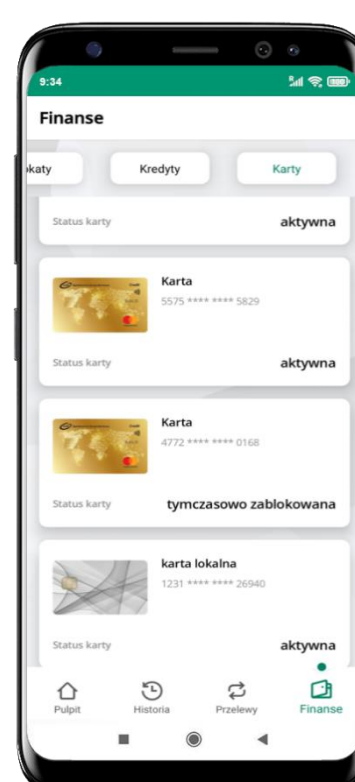 9:34
Finanse
okaty
Kredyty
Karty
Status karty
aktywna
Karta
5575 **** **** 5829
Status karty
aktywna
Karta
4772 **** **** 0168
Status karty
tymczasowo zablokowana
karta lokalna
1231 **** **** 26940
Status karty
aktywna
Pulpit
Historia
Przelewy
Finanse